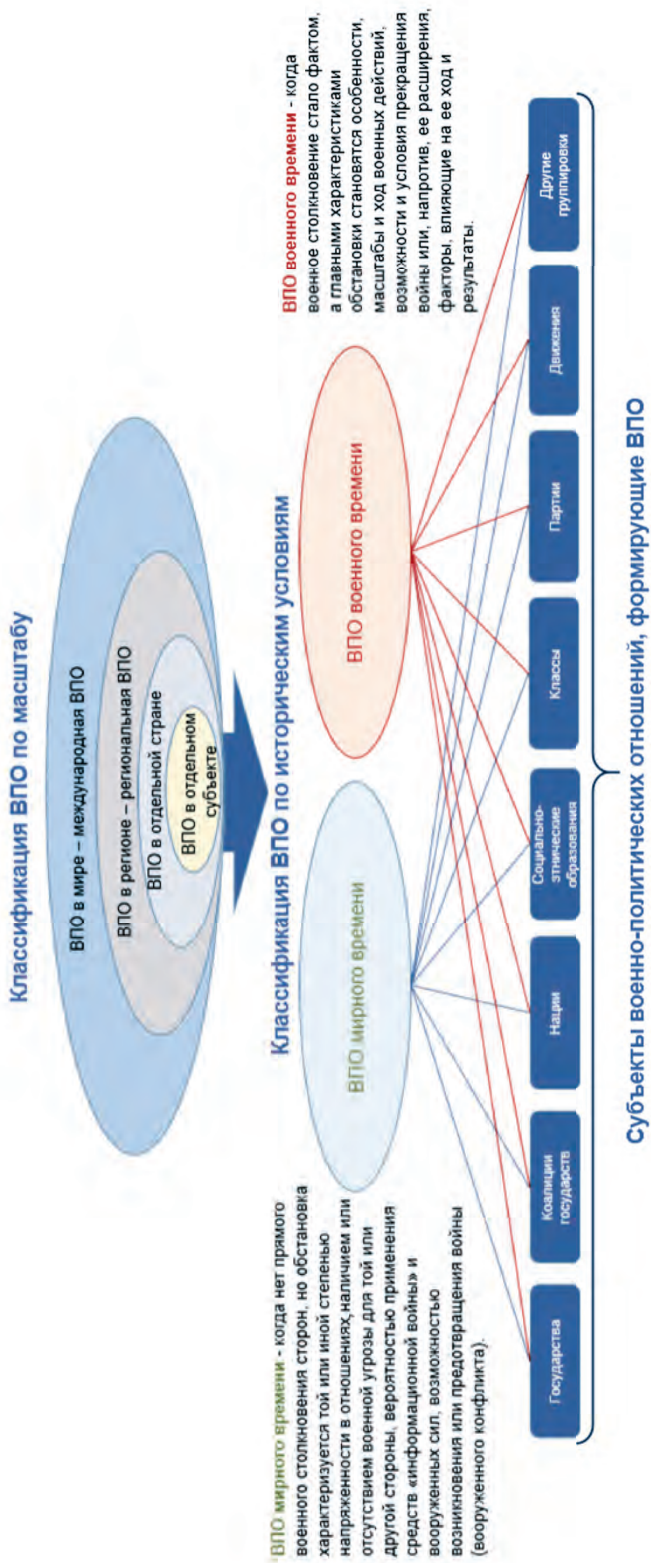 Классификация ВПО по масштабу
ВПО в мире – международная ВПО
ВПО в регионе – региональная ВПО
ВПО в отдельной стране
ВПО в отдельном
субъекте
Классификация ВПО по историческим условиям
ВПО мирного времени - когда нет прямого
военного столкновения сторон, но обстановка
характеризуется той или иной степенью
напряженности в отношениях, наличием или
отсутствием военной угрозы для той или
другой стороны, вероятностью применения
средств «информационной войны» и
вооруженных сил, возможностью
возникновения или предотвращения войны
(вооруженного конфликта).
ВПО мирного времени
ВПО военного времени
ВПО военного времени - когда
военное столкновение стало фактом,
а главными характеристиками
обстановки становятся особенности,
масштабы и ход военных действий,
возможности и условия прекращения
войны или, напротив, ее расширения,
факторы, влияющие на ее ход и
результаты.
Государства
Коалиции
государств
Нации
Социально-
этнические
образования
Классы
Партии
Движения
Другие
группировки
Субъекты военно-политических отношений, формирующие ВПО